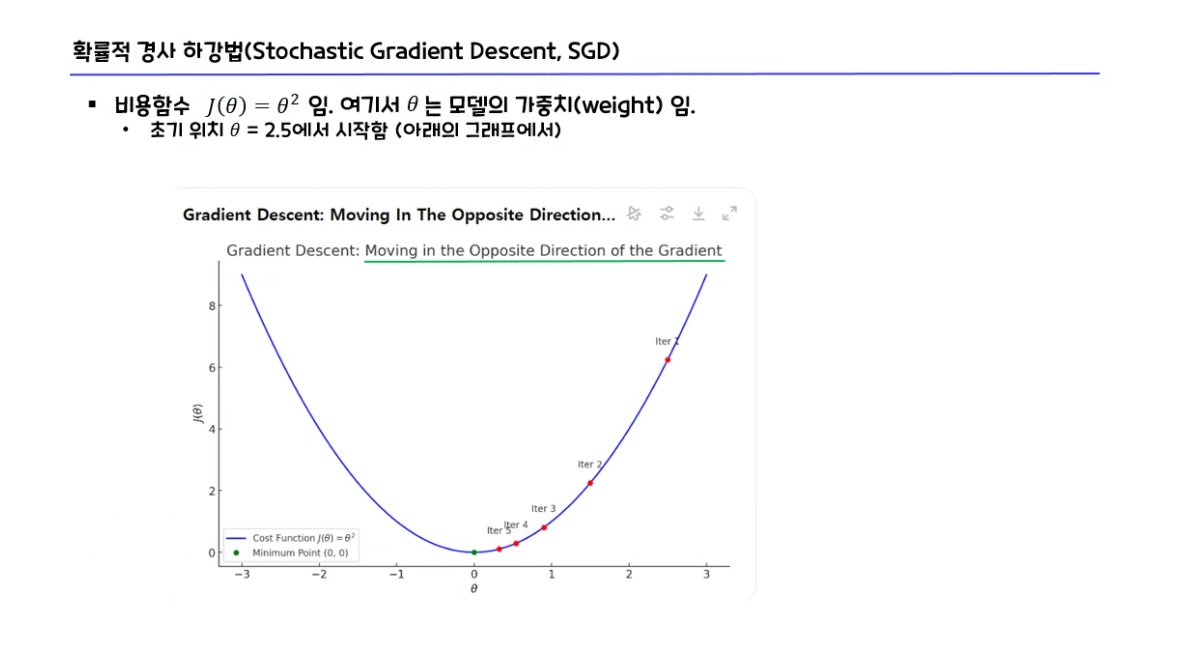 확률적 경사 하강법(Stochastic Gradient Descent, SGD)
▪ 비용함수 J(θ) = θ² 임. 여기서 θ 는 모델의 가중치(weight) 임.
• 초기 위치 θ = 2.5에서 시작함 (아래의 그래프에서)
Gradient Descent: Moving In The Opposite Direction...
Gradient Descent: Moving in the Opposite Direction of the Gradient
8
Iter 1
6
J(θ)
4
Iter 2
2
Iter 3
Iter 4
Iter 5
Cost Function J(θ) = θ²
0
Minimum Point (0, 0)
−3 −2 −1 0 1 2 3
θ